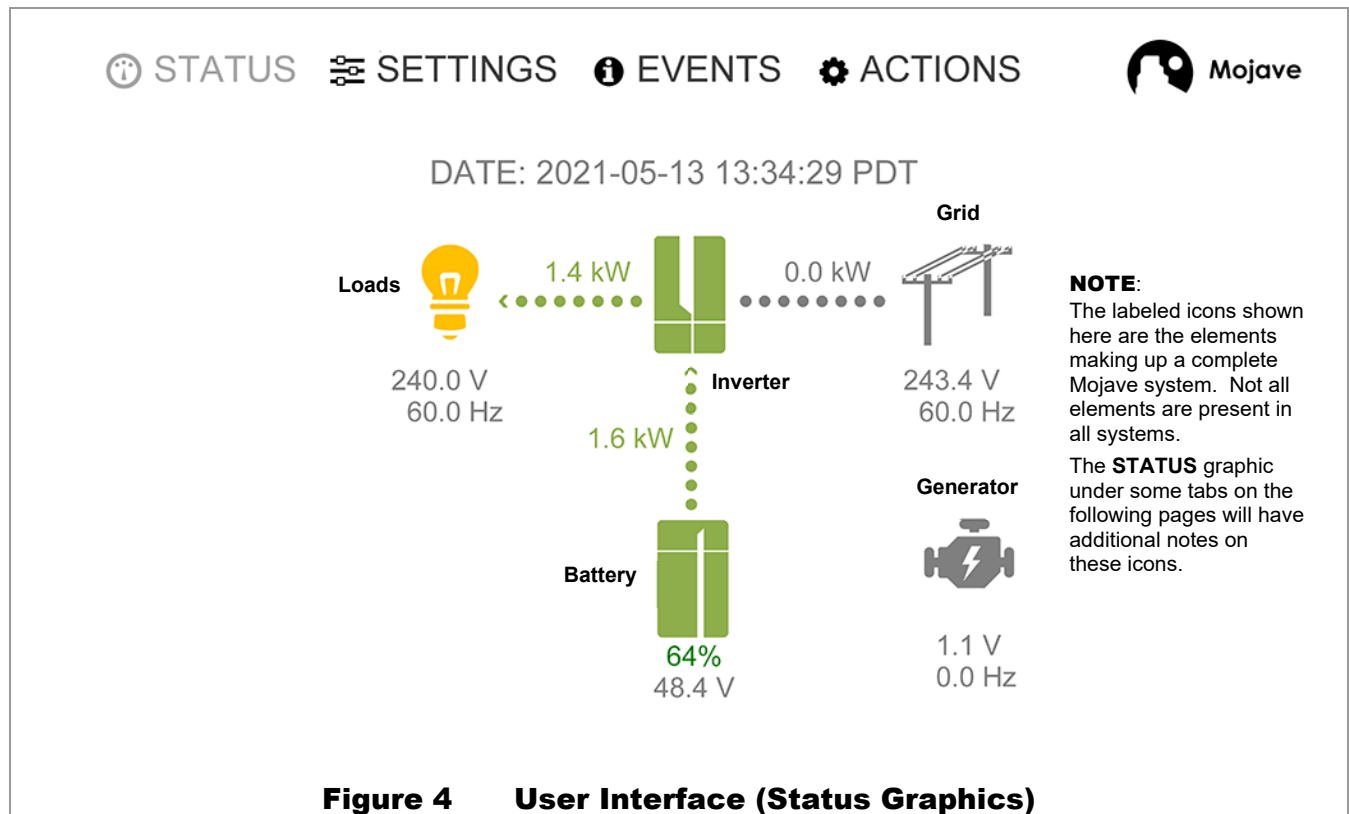 STATUS SETTINGS EVENTS ACTIONS Mojave
DATE: 2021-05-13 13:34:29 PDT
Grid
Loads
1.4 kW
0.0 kW
240.0 V
60.0 Hz
Inverter
243.4 V
60.0 Hz
1.6 kW
Generator
Battery
64%
48.4 V
1.1 V
0.0 Hz
NOTE:
The labeled icons shown
here are the elements
making up a complete
Mojave system. Not all
elements are present in
all systems.
The STATUS graphic
under some tabs on the
following pages will have
additional notes on
these icons.
Figure 4 User Interface (Status Graphics)